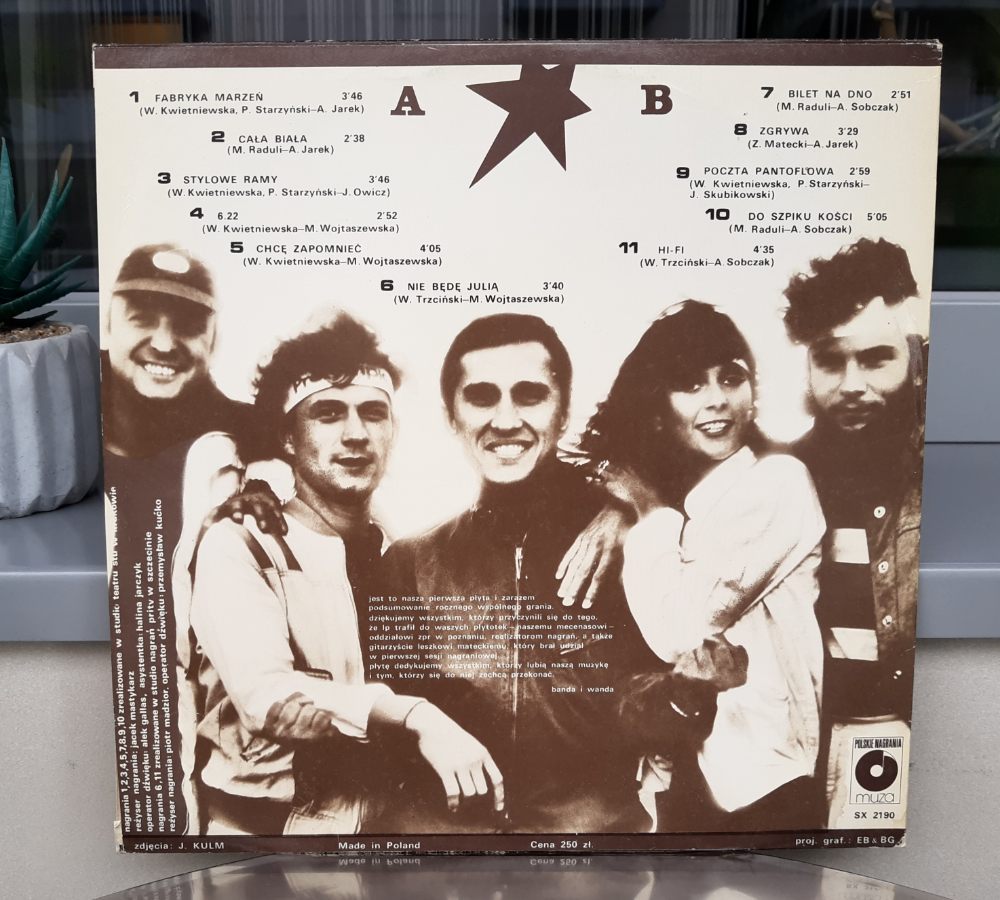 A
1 FABRYKA MARZEŃ 3'46
(W. Kwietniewska, P. Starzyński—A. Jarek)
2 CAŁA BIAŁA 2'38
(M. Raduli—A. Jarek)
3 STYLOWE RAMY 3'46
(W. Kwietniewska, P. Starzyński—J. Owicz)
4 6.22 2'52
(W. Kwietniewska—M. Wojtaszewska)
5 CHCĘ ZAPOMNIEĆ 4'05
(W. Kwietniewska—M. Wojtaszewska)
6 NIE BĘDĘ JULIĄ 3'40
(W. Trzciński—M. Wojtaszewska)
B
7 BILET NA DNO 2'51
(M. Raduli—A. Sobczak)
8 ZGRYWA 3'29
(Z. Matecki—A. Jarek)
9 POCZTA PANTOFLOWA 2'59
(W. Kwietniewska, P. Starzyński—
J. Skubikowski)
10 DO SZPIKU KOŚCI 5'05
(M. Raduli—A. Sobczak)
11 HI-FI 4'35
(W. Trzciński—A. Sobczak)
nagrania 1,2,3,4,5,7,8,9,10 zrealizowane w studio teatru stu w krakowie
reżyser nagrania: jacek mastykarz
operator dźwięku: alek gałłas, asystentka: halina jarczyk
nagrania 6,11 zrealizowane w studio nagrań pritv w szczecinie
reżyser nagrania: piotr madzior, operator dźwięku: przemysław kućko
jest to nasza pierwsza płyta i zarazem
podsumowanie rocznego wspólnego grania.
dziękujemy wszystkim, którzy przyczynili się do tego,
że lp trafił do waszych płytotek—naszemu mecenasowi—
oddziałowi zpr w poznaniu, realizatorom nagrań, a także
gitarzyście leszkowi mateckiemu, który brał udział
w pierwszej sesji nagraniowej.
płytę dedykujemy wszystkim, którzy lubią naszą muzykę
i tym, którzy się do niej zechcą przekonać.
banda i wanda
POLSKIE NAGRANIA
muza
SX 2190
zdjęcia: J. KULM Made in Poland Cena 250 zł. proj. graf.: EB & BG